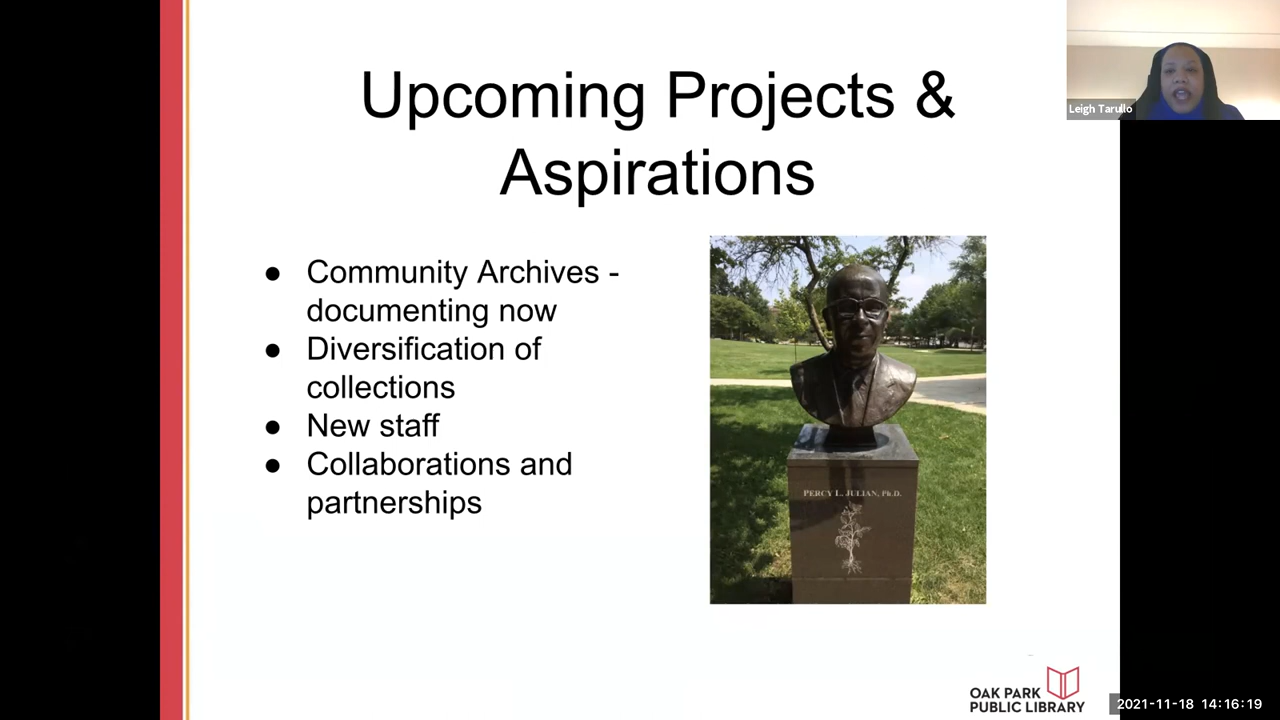 Upcoming Projects &
Aspirations
Leigh Tarullo
● Community Archives -
documenting now
● Diversification of
collections
● New staff
● Collaborations and
partnerships
PERCY L. JULIAN, Ph.D.
OAK PARK
PUBLIC LIBRARY
2021-11-18 14:16:19